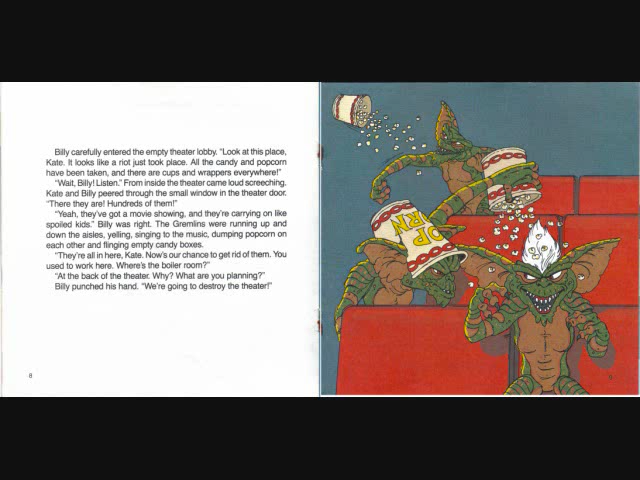 Billy carefully entered the empty theater lobby. "Look at this place,
Kate. It looks like a riot just took place. All the candy and popcorn
have been taken, and there are cups and wrappers everywhere!"
"Wait, Billy! Listen." From inside the theater came loud screeching.
Kate and Billy peered through the small window in the theater door.
"There they are! Hundreds of them!"
"Yeah, they've got a movie showing, and they're carrying on like
spoiled kids." Billy was right. The Gremlins were running up and
down the aisles, yelling, singing to the music, dumping popcorn on
each other and flinging empty candy boxes.
"They're all in here, Kate. Now's our chance to get rid of them. You
used to work here. Where's the boiler room?"
"At the back of the theater. Why? What are you planning?"
Billy punched his hand. "We're going to destroy the theater!"
8
POP
RN